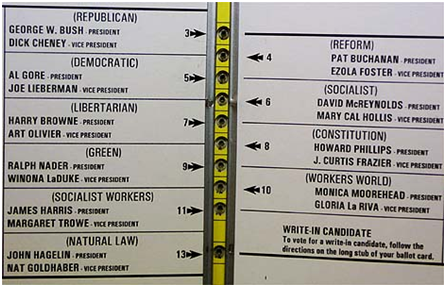 (REPUBLICAN)
GEORGE W. BUSH - PRESIDENT
DICK CHENEY - VICE PRESIDENT
3
(DEMOCRATIC)
AL GORE - PRESIDENT
JOE LIEBERMAN - VICE PRESIDENT
5
(LIBERTARIAN)
HARRY BROWNE - PRESIDENT
ART OLIVIER - VICE PRESIDENT
7
(GREEN)
RALPH NADER - PRESIDENT
WINONA LaDUKE - VICE PRESIDENT
9
(SOCIALIST WORKERS)
JAMES HARRIS - PRESIDENT
MARGARET TROWE - VICE PRESIDENT
11
(NATURAL LAW)
JOHN HAGELIN - PRESIDENT
NAT GOLDHABER - VICE PRESIDENT
13
(REFORM)
4
PAT BUCHANAN - PRESIDENT
EZOLA FOSTER - VICE PRESIDENT
(SOCIALIST)
6
DAVID McREYNOLDS - PRESIDENT
MARY CAL HOLLIS - VICE PRESIDENT
(CONSTITUTION)
8
HOWARD PHILLIPS - PRESIDENT
J. CURTIS FRAZIER - VICE PRESIDENT
(WORKERS WORLD)
10
MONICA MOOREHEAD - PRESIDENT
GLORIA La RIVA - VICE PRESIDENT
WRITE-IN CANDIDATE
To vote for a write-in candidate, follow the
directions on the long stub of your ballot card.